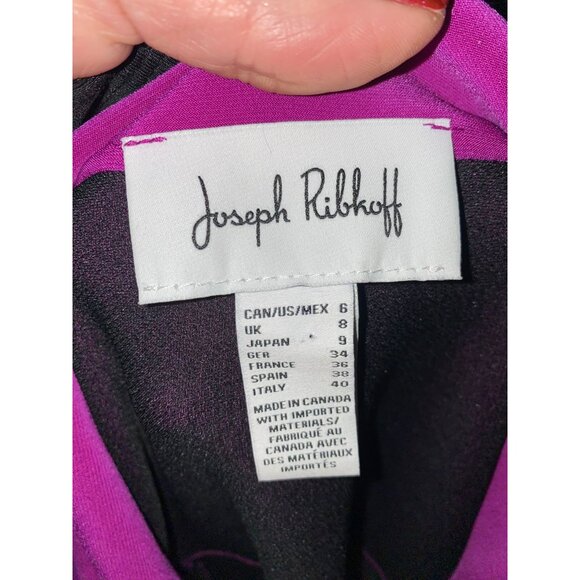 Joseph Ribkoff
CAN/US/MEX 6
UK 8
JAPAN 9
GER 34
FRANCE 36
SPAIN 38
ITALY 40
MADE IN CANADA
WITH IMPORTED
MATERIALS/
FABRIQUÉ AU
CANADA AVEC
DES MATÉRIAUX
IMPORTÉS